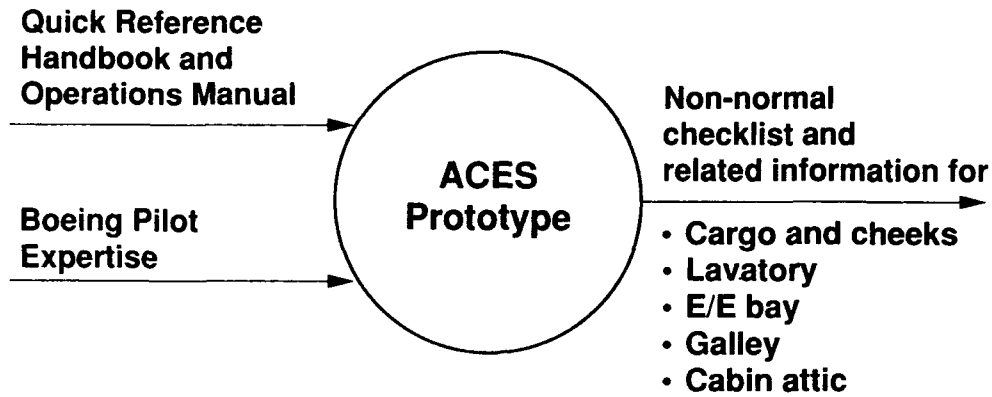 Quick Reference
Handbook and
Operations Manual
Boeing Pilot
Expertise
ACES
Prototype
Non-normal
checklist and
related information for
• Cargo and cheeks
• Lavatory
• E/E bay
• Galley
• Cabin attic